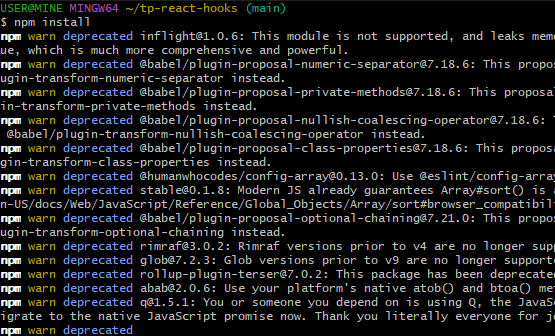 USER@MINE MINGW64 ~/tp-react-hooks (main)
$ npm install
npm warn deprecated inflight@1.0.6: This module is not supported, and leaks
ue, which is much more comprehensive and powerful.
npm warn deprecated @babel/plugin-proposal-numeric-separator@7.18.6: This
ugin-transform-numeric-separator instead.
npm warn deprecated @babel/plugin-proposal-private-methods@7.18.6: This
in-transform-private-methods instead.
npm warn deprecated @babel/plugin-proposal-nullish-coalescing-operator@7.18.6:
@babel/plugin-transform-nullish-coalescing-operator instead.
npm warn deprecated @babel/plugin-proposal-class-properties@7.18.6: This
gin-transform-class-properties instead.
npm warn deprecated @humanwhocodes/config-array@0.13.0: Use @eslint/config-array
npm warn deprecated stable@0.1.8: Modern JS already guarantees Array#sort() is
n-US/docs/Web/JavaScript/Reference/Global_Objects/Array/sort#browser_compatibili
npm warn deprecated @babel/plugin-proposal-optional-chaining@7.21.0: This
ugin-transform-optional-chaining instead.
npm warn deprecated rimraf@3.0.2: Rimraf versions prior to v4 are no longer supp
npm warn deprecated glob@7.2.3: Glob versions prior to v9 are no longer supporte
npm warn deprecated rollup-plugin-terser@7.0.2: This package has been deprecate
npm warn deprecated abab@2.0.6: Use your platform's native atob() and btoa() met
npm warn deprecated q@1.5.1: You or someone you depend on is using Q, the JavaS
igrate to the native JavaScript promise now. Thank you literally everyone for jo
npm warn deprecated